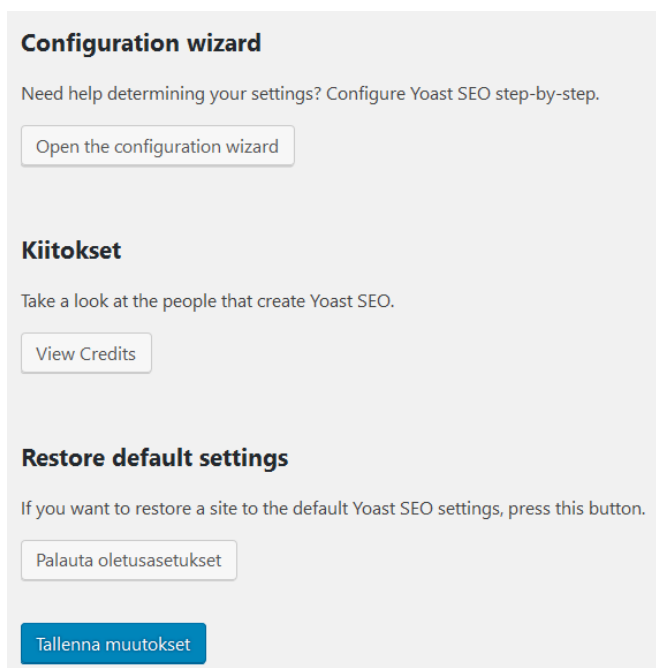 Configuration wizard
Need help determining your settings? Configure Yoast SEO step-by-step.
Open the configuration wizard
Kiitokset
Take a look at the people that create Yoast SEO.
View Credits
Restore default settings
If you want to restore a site to the default Yoast SEO settings, press this button.
Palauta oletusasetukset
Tallenna muutokset